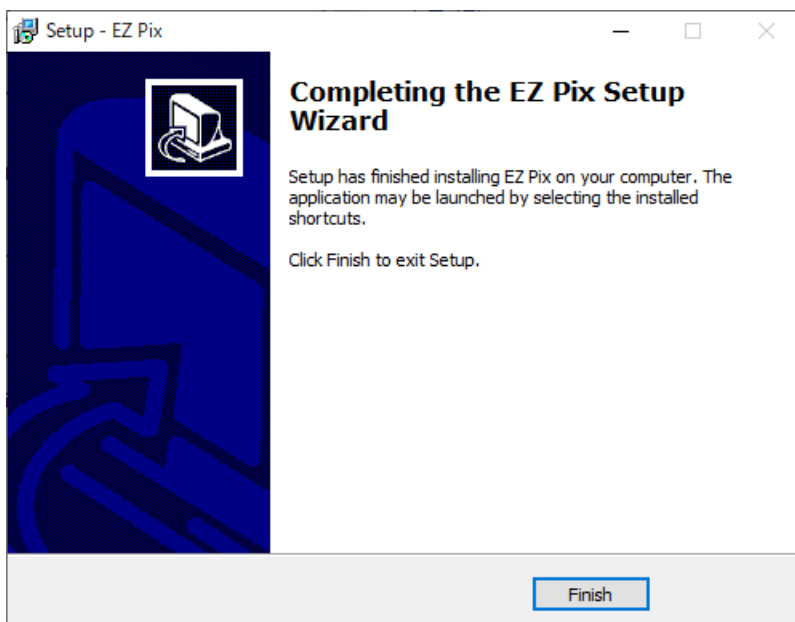 Setup - EZ Pix
Completing the EZ Pix Setup
Wizard
Setup has finished installing EZ Pix on your computer. The
application may be launched by selecting the installed
shortcuts.
Click Finish to exit Setup.
Finish